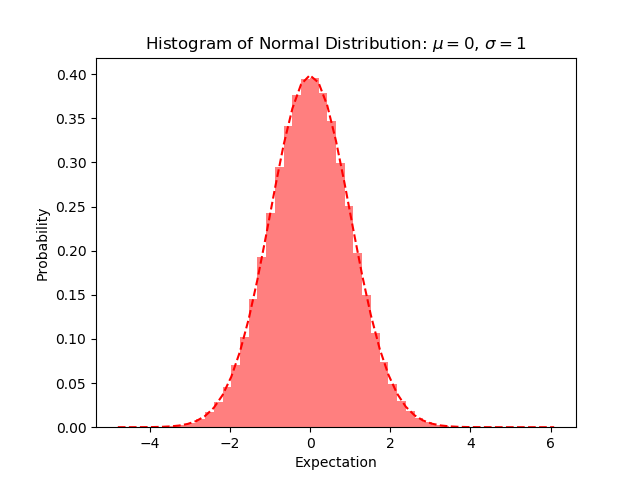 Histogram of Normal Distribution: μ = 0, σ = 1
0.40
0.35
0.30
0.25
0.20
0.15
0.10
0.05
0.00
Probability
−4 −2 0 2 4 6
Expectation